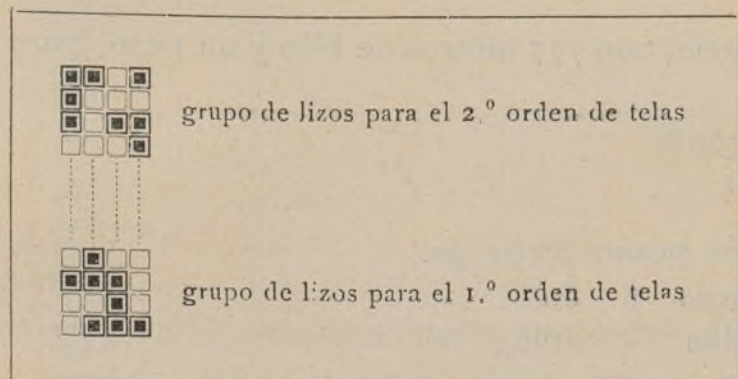 grupo de lizos para el 2.º orden de telas
grupo de lizos para el 1.º orden de telas